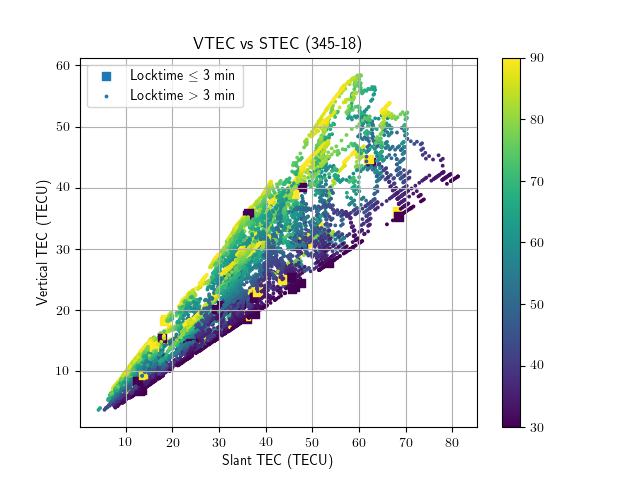 VTEC vs STEC (345-18)
Locktime ≤ 3 min
Locktime > 3 min
Vertical TEC (TECU)
60
50
40
30
20
10
10 20 30 40 50 60 70 80
Slant TEC (TECU)
90
80
70
60
50
40
30